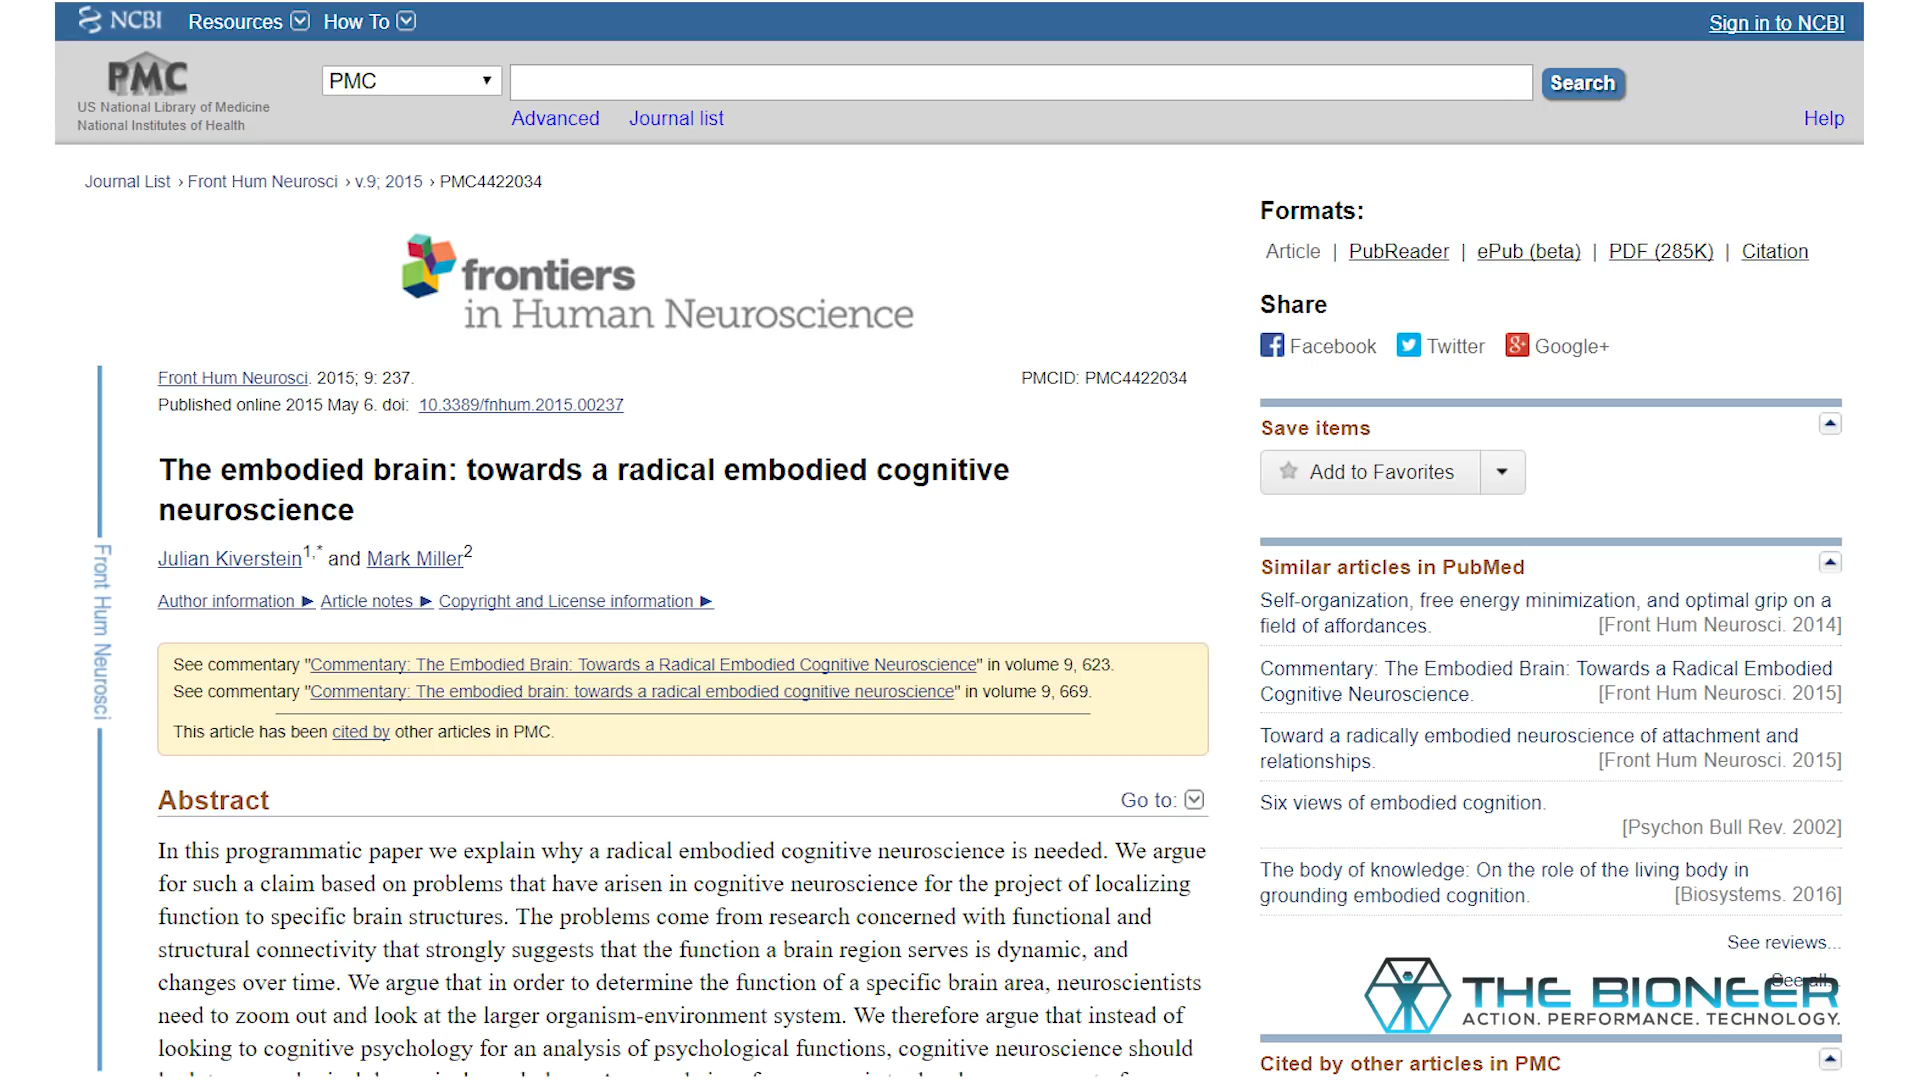 NCBI Resources How To Sign in to NCBI
PMC
US National Library of Medicine
National Institutes of Health
PMC
Search
Advanced Journal list
Help
Journal List › Front Hum Neurosci › v.9; 2015 › PMC4422034
frontiers
in Human Neuroscience
Front Hum Neurosci
Front Hum Neurosci. 2015; 9: 237.
PMCID: PMC4422034
Published online 2015 May 6. doi: 10.3389/fnhum.2015.00237
The embodied brain: towards a radical embodied cognitive
neuroscience
Julian Kiverstein1,* and Mark Miller2
Author information ► Article notes ► Copyright and License information ►
See commentary "Commentary: The Embodied Brain: Towards a Radical Embodied Cognitive Neuroscience" in volume 9, 623.
See commentary "Commentary: The embodied brain: towards a radical embodied cognitive neuroscience" in volume 9, 669.
This article has been cited by other articles in PMC.
Abstract
Go to:
In this programmatic paper we explain why a radical embodied cognitive neuroscience is needed. We argue
for such a claim based on problems that have arisen in cognitive neuroscience for the project of localizing
function to specific brain structures. The problems come from research concerned with functional and
structural connectivity that strongly suggests that the function a brain region serves is dynamic, and
changes over time. We argue that in order to determine the function of a specific brain area, neuroscientists
need to zoom out and look at the larger organism-environment system. We therefore argue that instead of
looking to cognitive psychology for an analysis of psychological functions, cognitive neuroscience should
Formats:
Article | PubReader | ePub (beta) | PDF (285K) | Citation
Share
Facebook Twitter Google+
Save items
Add to Favorites
Similar articles in PubMed
Self-organization, free energy minimization, and optimal grip on a
field of affordances. [Front Hum Neurosci. 2014]
Commentary: The Embodied Brain: Towards a Radical Embodied
Cognitive Neuroscience. [Front Hum Neurosci. 2015]
Toward a radically embodied neuroscience of attachment and
relationships. [Front Hum Neurosci. 2015]
Six views of embodied cognition.
[Psychon Bull Rev. 2002]
The body of knowledge: On the role of the living body in
grounding embodied cognition. [Biosystems. 2016]
See reviews...
See all...
THE BIONEER
ACTION. PERFORMANCE. TECHNOLOGY.
Cited by other articles in PMC